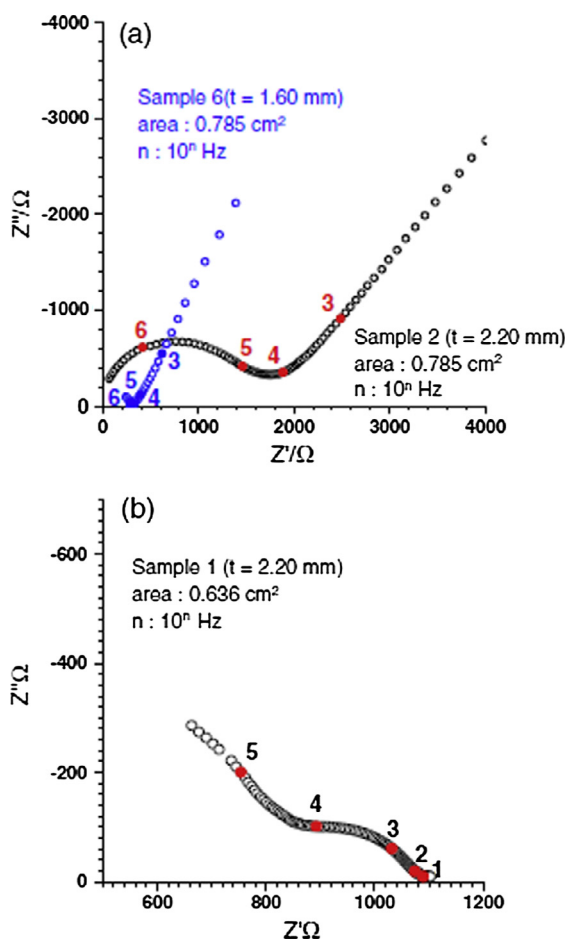 (a)
-4000
-3000
-2000
-1000
0
Z''/Ω
Sample 6(t = 1.60 mm)
area : 0.785 cm²
n : 10ⁿ Hz
6
5
4
3
6
5
4
3
Sample 2 (t = 2.20 mm)
area : 0.785 cm²
n : 10ⁿ Hz
0 1000 2000 3000 4000
Z'/Ω
(b)
-600
-400
-200
0
Z''Ω
Sample 1 (t = 2.20 mm)
area : 0.636 cm²
n : 10ⁿ Hz
5
4
3
2
1
600 800 1000 1200
Z'Ω